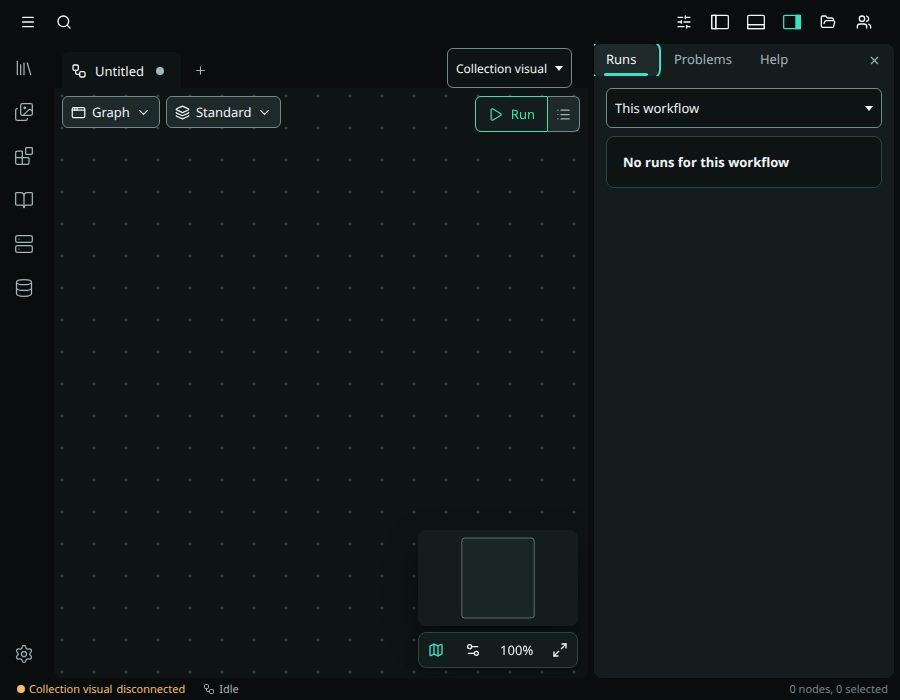 Untitled
Collection visual
Runs
Problems
Help
Graph
Standard
Run
This workflow
No runs for this workflow
100%
Collection visual disconnected
Idle
0 nodes, 0 selected